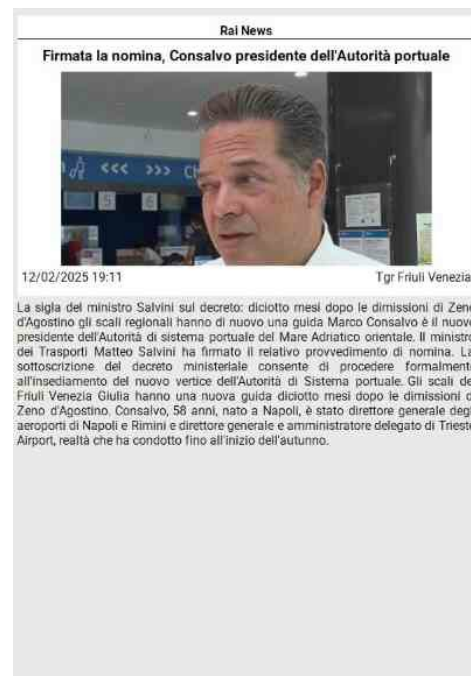 Rai News
Firmata la nomina, Consalvo presidente dell'Autorità portuale
<<< >>>
5 6
12/02/2025 19:11 Tgr Friuli Venezia
La sigla del ministro Salvini sul decreto: diciotto mesi dopo le dimissioni di Zeno
d'Agostino gli scali regionali hanno di nuovo una guida Marco Consalvo è il nuovo
presidente dell'Autorità di sistema portuale del Mare Adriatico orientale. Il ministro
dei Trasporti Matteo Salvini ha firmato il relativo provvedimento di nomina. La
sottoscrizione del decreto ministeriale consente di procedere formalmente
all'insediamento del nuovo vertice dell'Autorità di Sistema portuale. Gli scali de
Friuli Venezia Giulia hanno una nuova guida diciotto mesi dopo le dimissioni d
Zeno d'Agostino. Consalvo, 58 anni, nato a Napoli, è stato direttore generale degl
aeroporti di Napoli e Rimini e direttore generale e amministratore delegato di Trieste
Airport, realtà che ha condotto fino all'inizio dell'autunno.